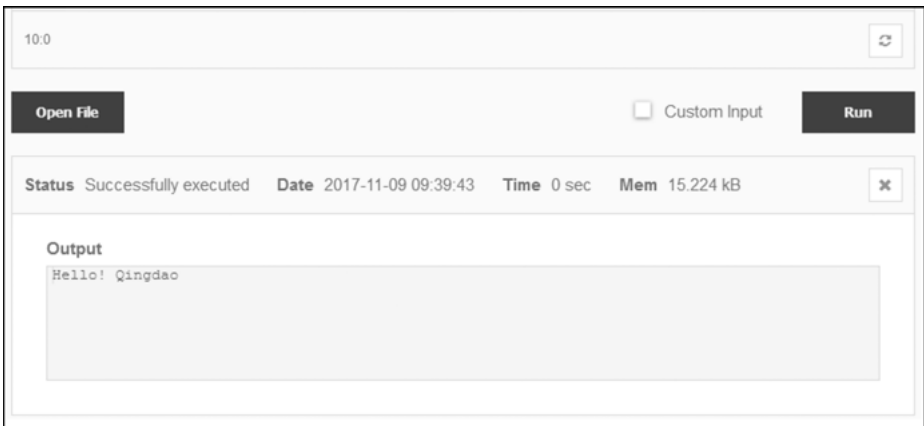 10:0
Open File Custom Input Run
Status Successfully executed Date 2017-11-09 09:39:43 Time 0 sec Mem 15.224 kB
Output
Hello! Qingdao